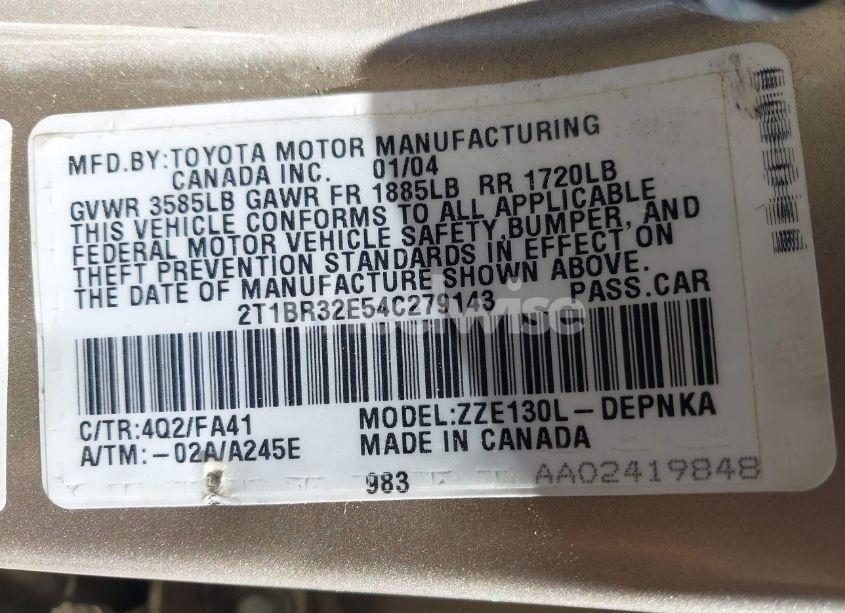 MFD.BY:TOYOTA MOTOR MANUFACTURING
CANADA INC. 01/04
GVWR 3585LB GAWR FR 1885LB RR 1720LB
THIS VEHICLE CONFORMS TO ALL APPLICABLE
FEDERAL MOTOR VEHICLE SAFETY,BUMPER, AND
THEFT PREVENTION STANDARDS IN EFFECT ON
THE DATE OF MANUFACTURE SHOWN ABOVE.
2T1BR32E54C279143 PASS.CAR
C/TR:4Q2/FA41 MODEL:ZZE130L-DEPNKA
A/TM:-02A/A245E MADE IN CANADA
983 AA02419848